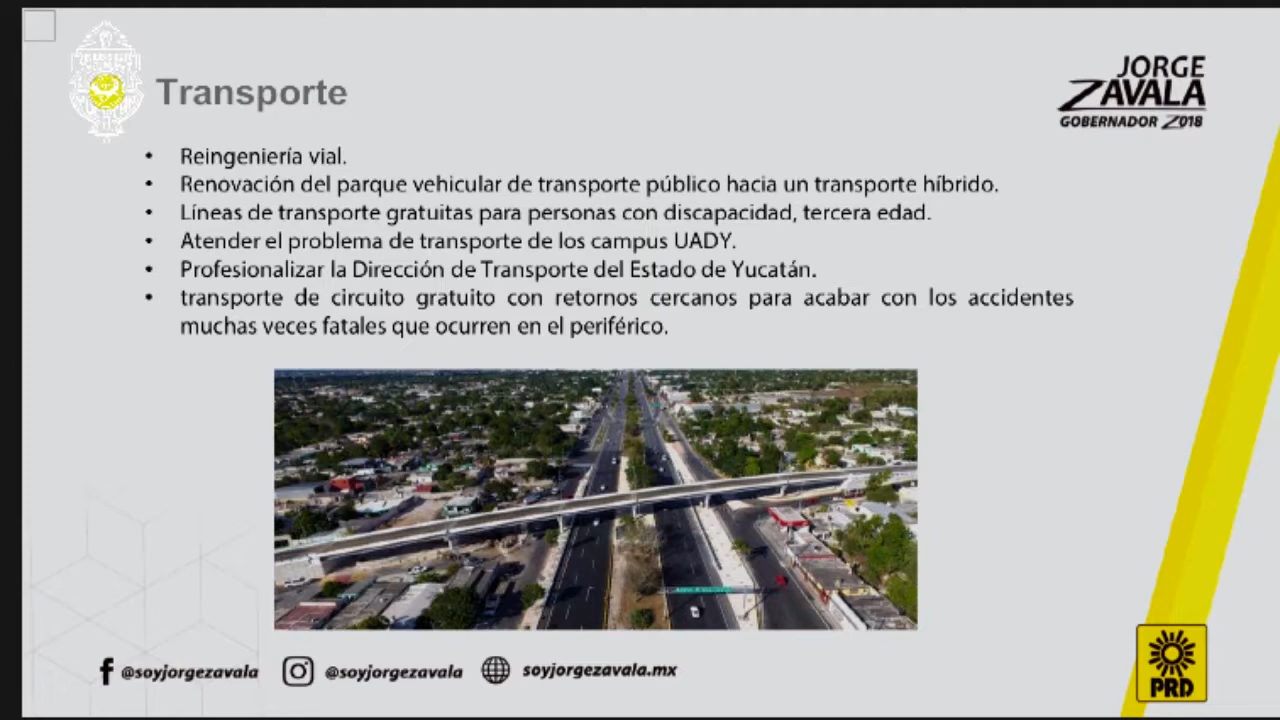 Transporte
JORGE
ZAVALA
GOBERNADOR 2018
• Reingeniería vial.
• Renovación del parque vehicular de transporte público hacia un transporte híbrido.
• Líneas de transporte gratuitas para personas con discapacidad, tercera edad.
• Atender el problema de transporte de los campus UADY.
• Profesionalizar la Dirección de Transporte del Estado de Yucatán.
• transporte de circuito gratuito con retornos cercanos para acabar con los accidentes
muchas veces fatales que ocurren en el periférico.
@soyjorgezavala @soyjorgezavala soyjorgezavala.mx
PRD